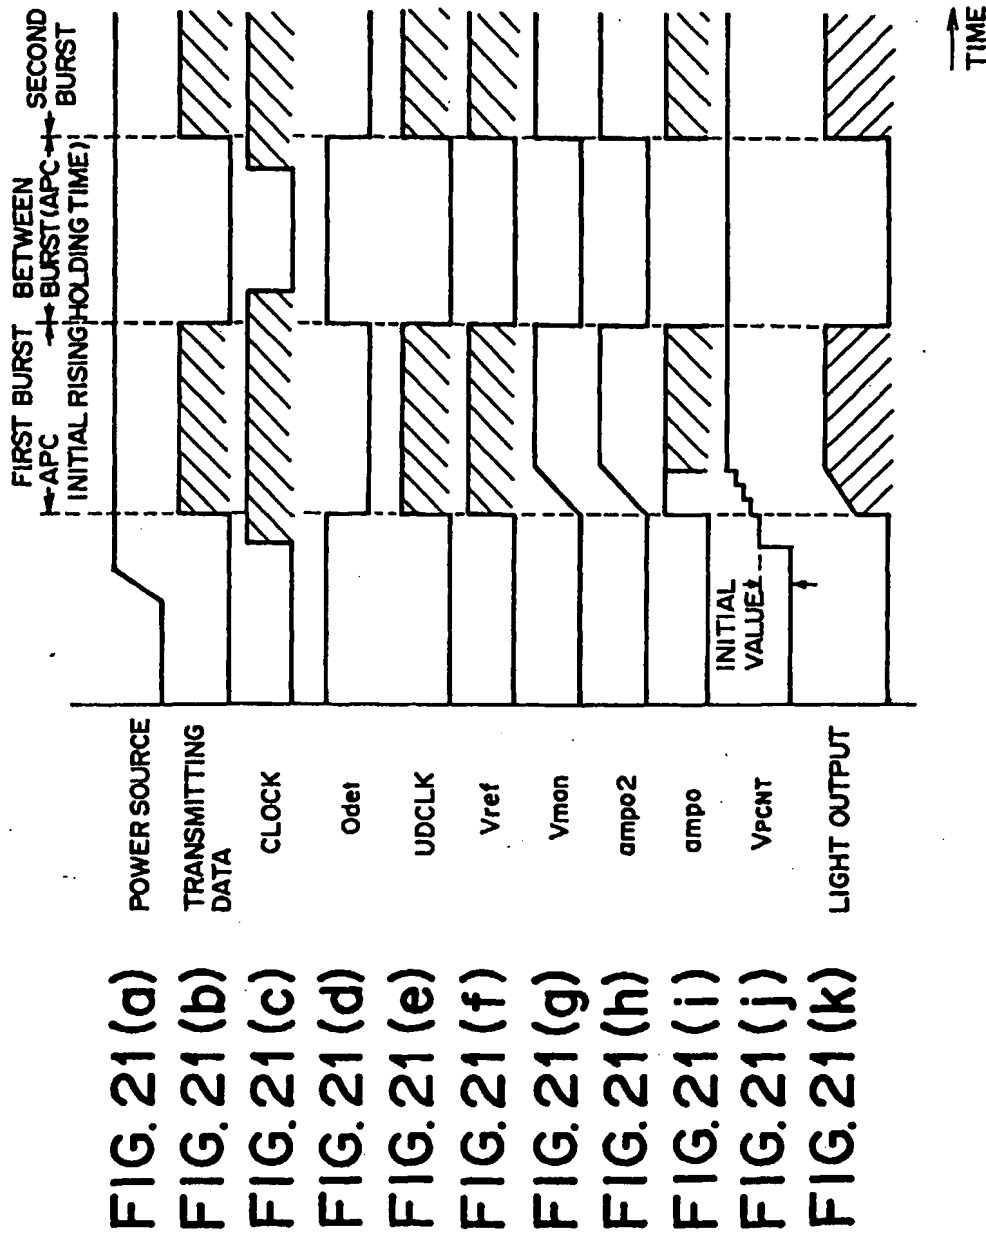 FIRST BURST
APC
INITIAL RISING
BETWEEN
BURST(APC
HOLDING TIME)
SECOND
BURST
FIG. 21 (a)
POWER SOURCE
FIG. 21 (b)
TRANSMITTING
DATA
FIG. 21 (c)
CLOCK
FIG. 21 (d)
Odet
FIG. 21 (e)
UDCLK
FIG. 21 (f)
Vref
FIG. 21 (g)
Vmon
FIG. 21 (h)
ampo2
FIG. 21 (i)
ampo
FIG. 21 (j)
VPCNT
INITIAL
VALUE
FIG. 21 (k)
LIGHT OUTPUT
TIME